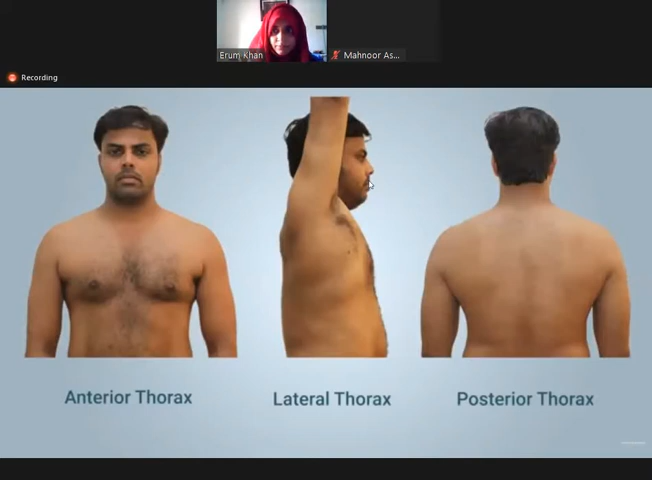 Erum Khan
Mahnoor As...
Recording
Anterior Thorax
Lateral Thorax
Posterior Thorax